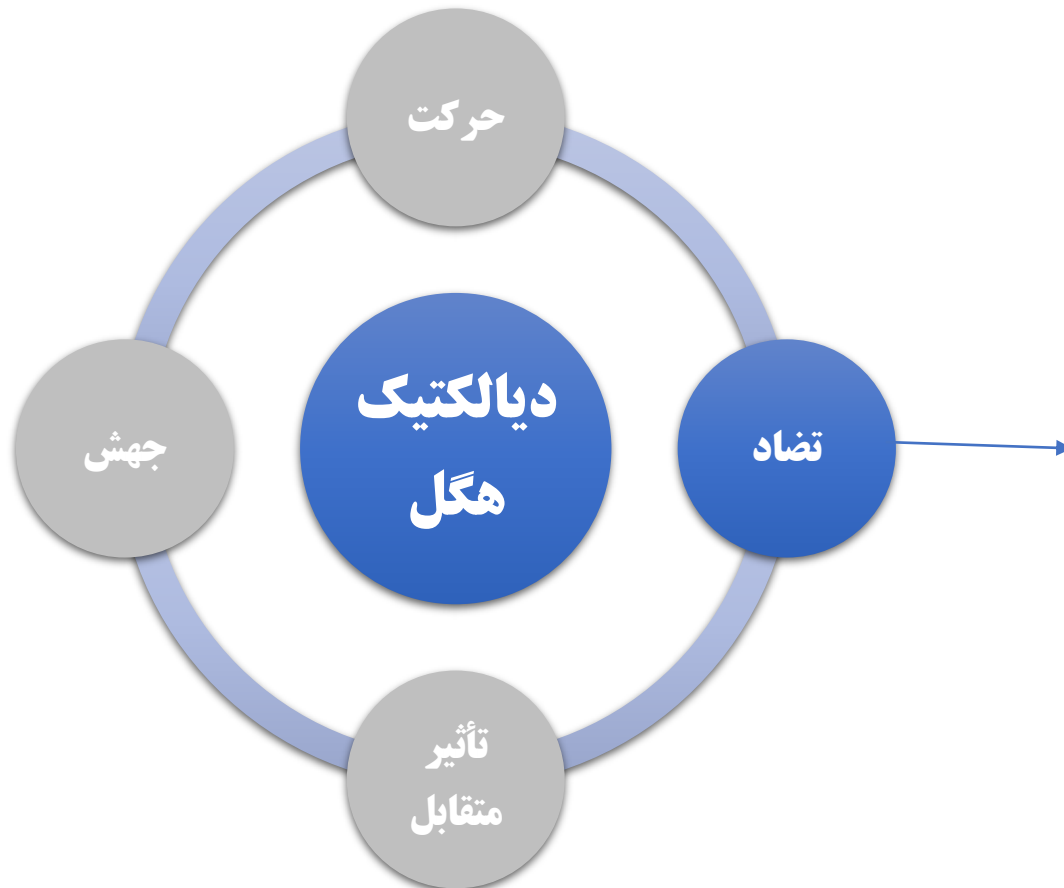 حرکت
دیالکتیک
هگل
تضاد
جهش
تأثیر
متقابل